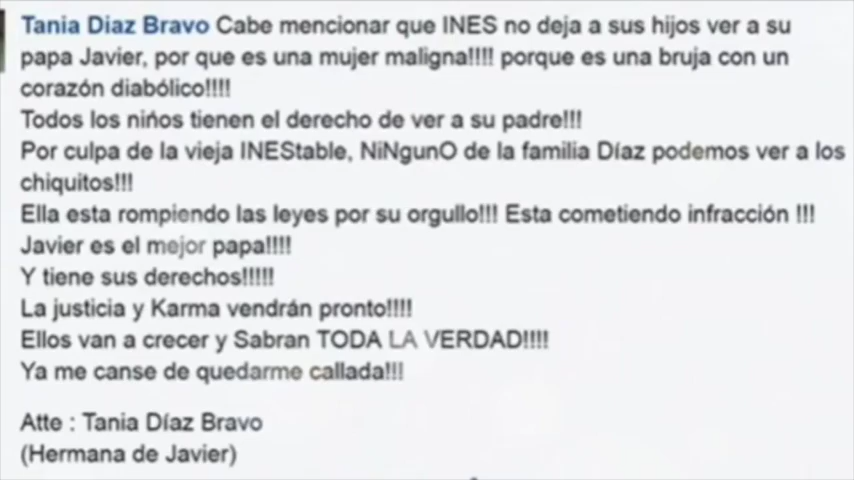 Tania Diaz Bravo Cabe mencionar que INES no deja a sus hijos ver a su
papa Javier, por que es una mujer maligna!!!! porque es una bruja con un
corazón diabólico!!!!
Todos los niños tienen el derecho de ver a su padre!!!
Por culpa de la vieja INEStable, NiNgunO de la familia Díaz podemos ver a los
chiquitos!!!
Ella esta rompiendo las leyes por su orgullo!!! Esta cometiendo infracción !!!
Javier es el mejor papa!!!!
Y tiene sus derechos!!!!!
La justicia y Karma vendrán pronto!!!!
Ellos van a crecer y Sabran TODA LA VERDAD!!!!
Ya me canse de quedarme callada!!!
Atte : Tania Díaz Bravo
(Hermana de Javier)